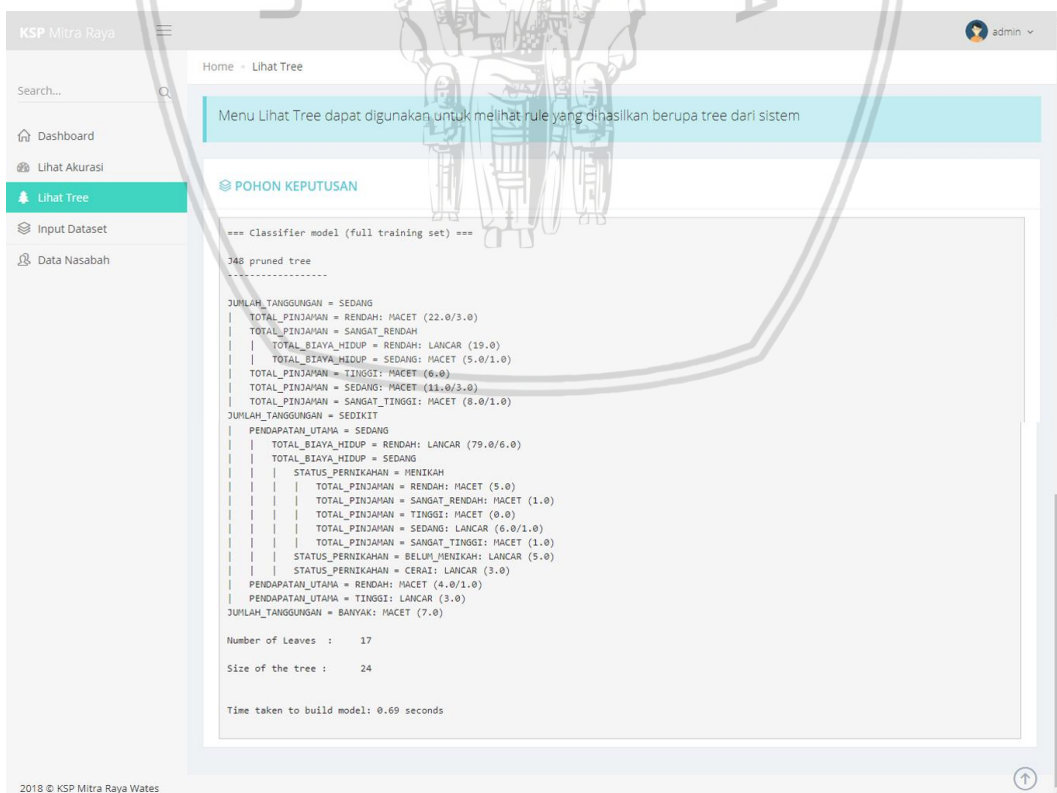 KSP Mitra Raya
admin
Search...
Dashboard
Lihat Akurasi
Lihat Tree
Input Dataset
Data Nasabah
Home Lihat Tree
Menu Lihat Tree dapat digunakan untuk melihat rule yang dihasilkan berupa tree dari sistem
POHON KEPUTUSAN
=== Classifier model (full training set) ===
J48 pruned tree
------------------
JUMLAH_TANGGUNGAN = SEDANG
|   TOTAL_PINJAMAN = RENDAH: MACET (22.0/3.0)
|   TOTAL_PINJAMAN = SANGAT_RENDAH
|   |   TOTAL_BIAYA_HIDUP = RENDAH: LANCAR (19.0)
|   |   TOTAL_BIAYA_HIDUP = SEDANG: MACET (5.0/1.0)
|   TOTAL_PINJAMAN = TINGGI: MACET (6.0)
|   TOTAL_PINJAMAN = SEDANG: MACET (11.0/3.0)
|   TOTAL_PINJAMAN = SANGAT_TINGGI: MACET (8.0/1.0)
JUMLAH_TANGGUNGAN = SEDIKIT
|   PENDAPATAN_UTAMA = SEDANG
|   |   TOTAL_BIAYA_HIDUP = RENDAH: LANCAR (79.0/6.0)
|   |   TOTAL_BIAYA_HIDUP = SEDANG
|   |   |   STATUS_PERNIKAHAN = MENIKAH
|   |   |   |   TOTAL_PINJAMAN = RENDAH: MACET (5.0)
|   |   |   |   TOTAL_PINJAMAN = SANGAT_RENDAH: MACET (1.0)
|   |   |   |   TOTAL_PINJAMAN = TINGGI: MACET (0.0)
|   |   |   |   TOTAL_PINJAMAN = SEDANG: LANCAR (6.0/1.0)
|   |   |   |   TOTAL_PINJAMAN = SANGAT_TINGGI: MACET (1.0)
|   |   |   STATUS_PERNIKAHAN = BELUM_MENIKAH: LANCAR (5.0)
|   |   |   STATUS_PERNIKAHAN = CERAI: LANCAR (3.0)
|   PENDAPATAN_UTAMA = RENDAH: MACET (4.0/1.0)
|   PENDAPATAN_UTAMA = TINGGI: LANCAR (3.0)
JUMLAH_TANGGUNGAN = BANYAK: MACET (7.0)
Number of Leaves  :     17
Size of the tree :      24
Time taken to build model: 0.69 seconds
2018 © KSP Mitra Raya Wates